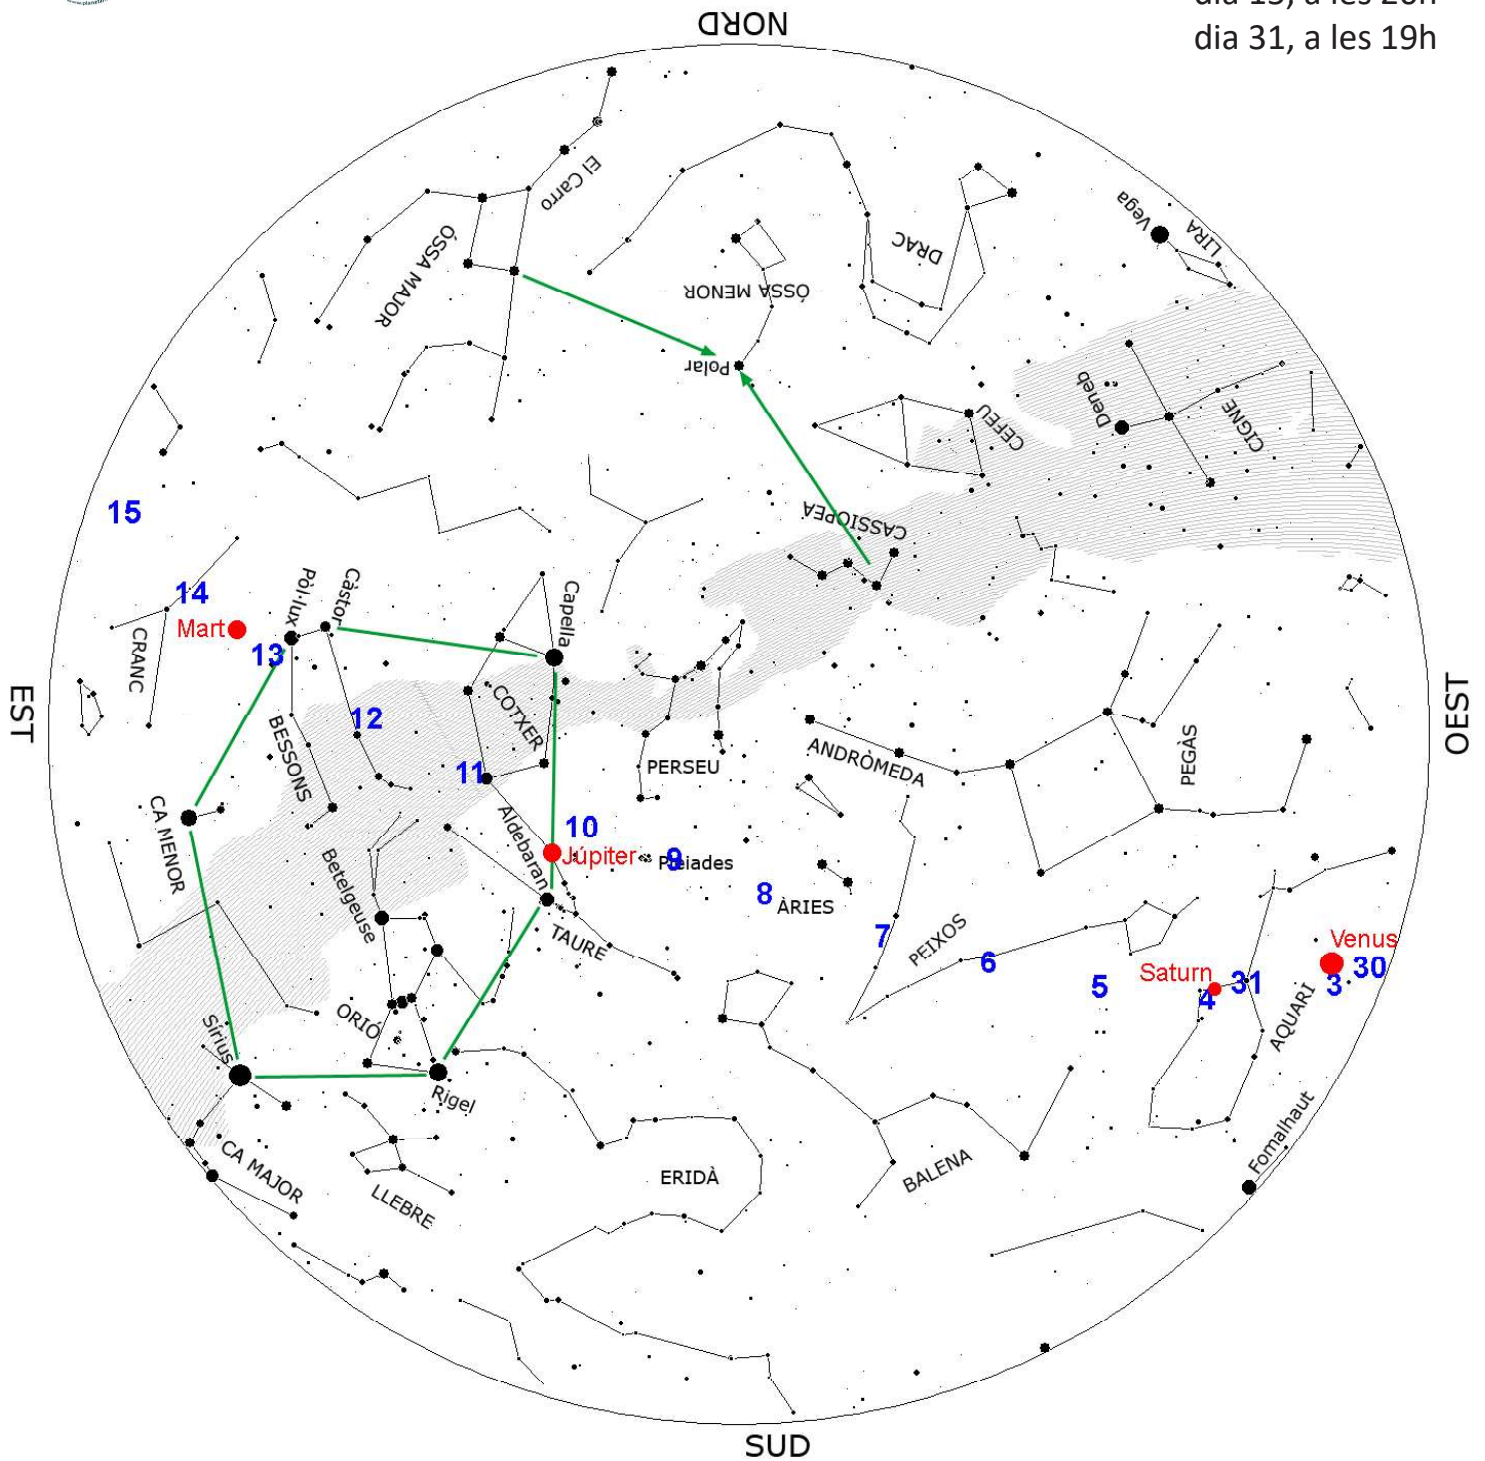 dia 31, a les 19h
NORD
El Carro
ÓSSA MAJOR
ÓSSA MENOR
DRAC
Vega
LIRA
Polar
Deneb
CIGNE
CEFEU
CASSIOPEA
15
14
Mart
13
Pòl·lux
Càstor
Capella
CRANC
EST
OEST
12
BESSONS
COTXER
11
PERSEU
ANDRÒMEDA
PEGÀS
CA MENOR
Aldebaran
10
Júpiter
9
Pleiades
Betelgeuse
8
ÀRIES
TAURE
7
PEIXOS
6
5
Saturn
4
31
Venus
30
3
AQUARI
ORIÓ
Sírius
Rigel
Fomalhaut
CA MAJOR
LLEBRE
ERIDÀ
BALENA
SUD